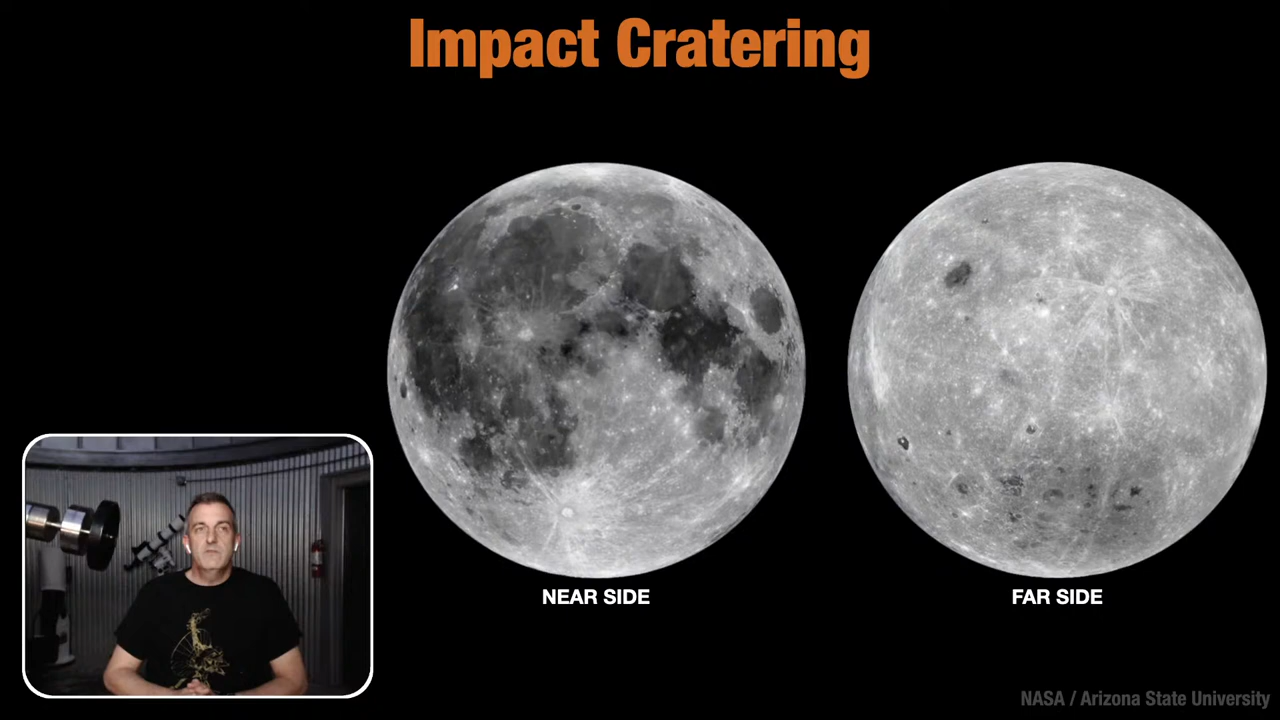 Impact Cratering
NEAR SIDE
FAR SIDE
NASA / Arizona State University